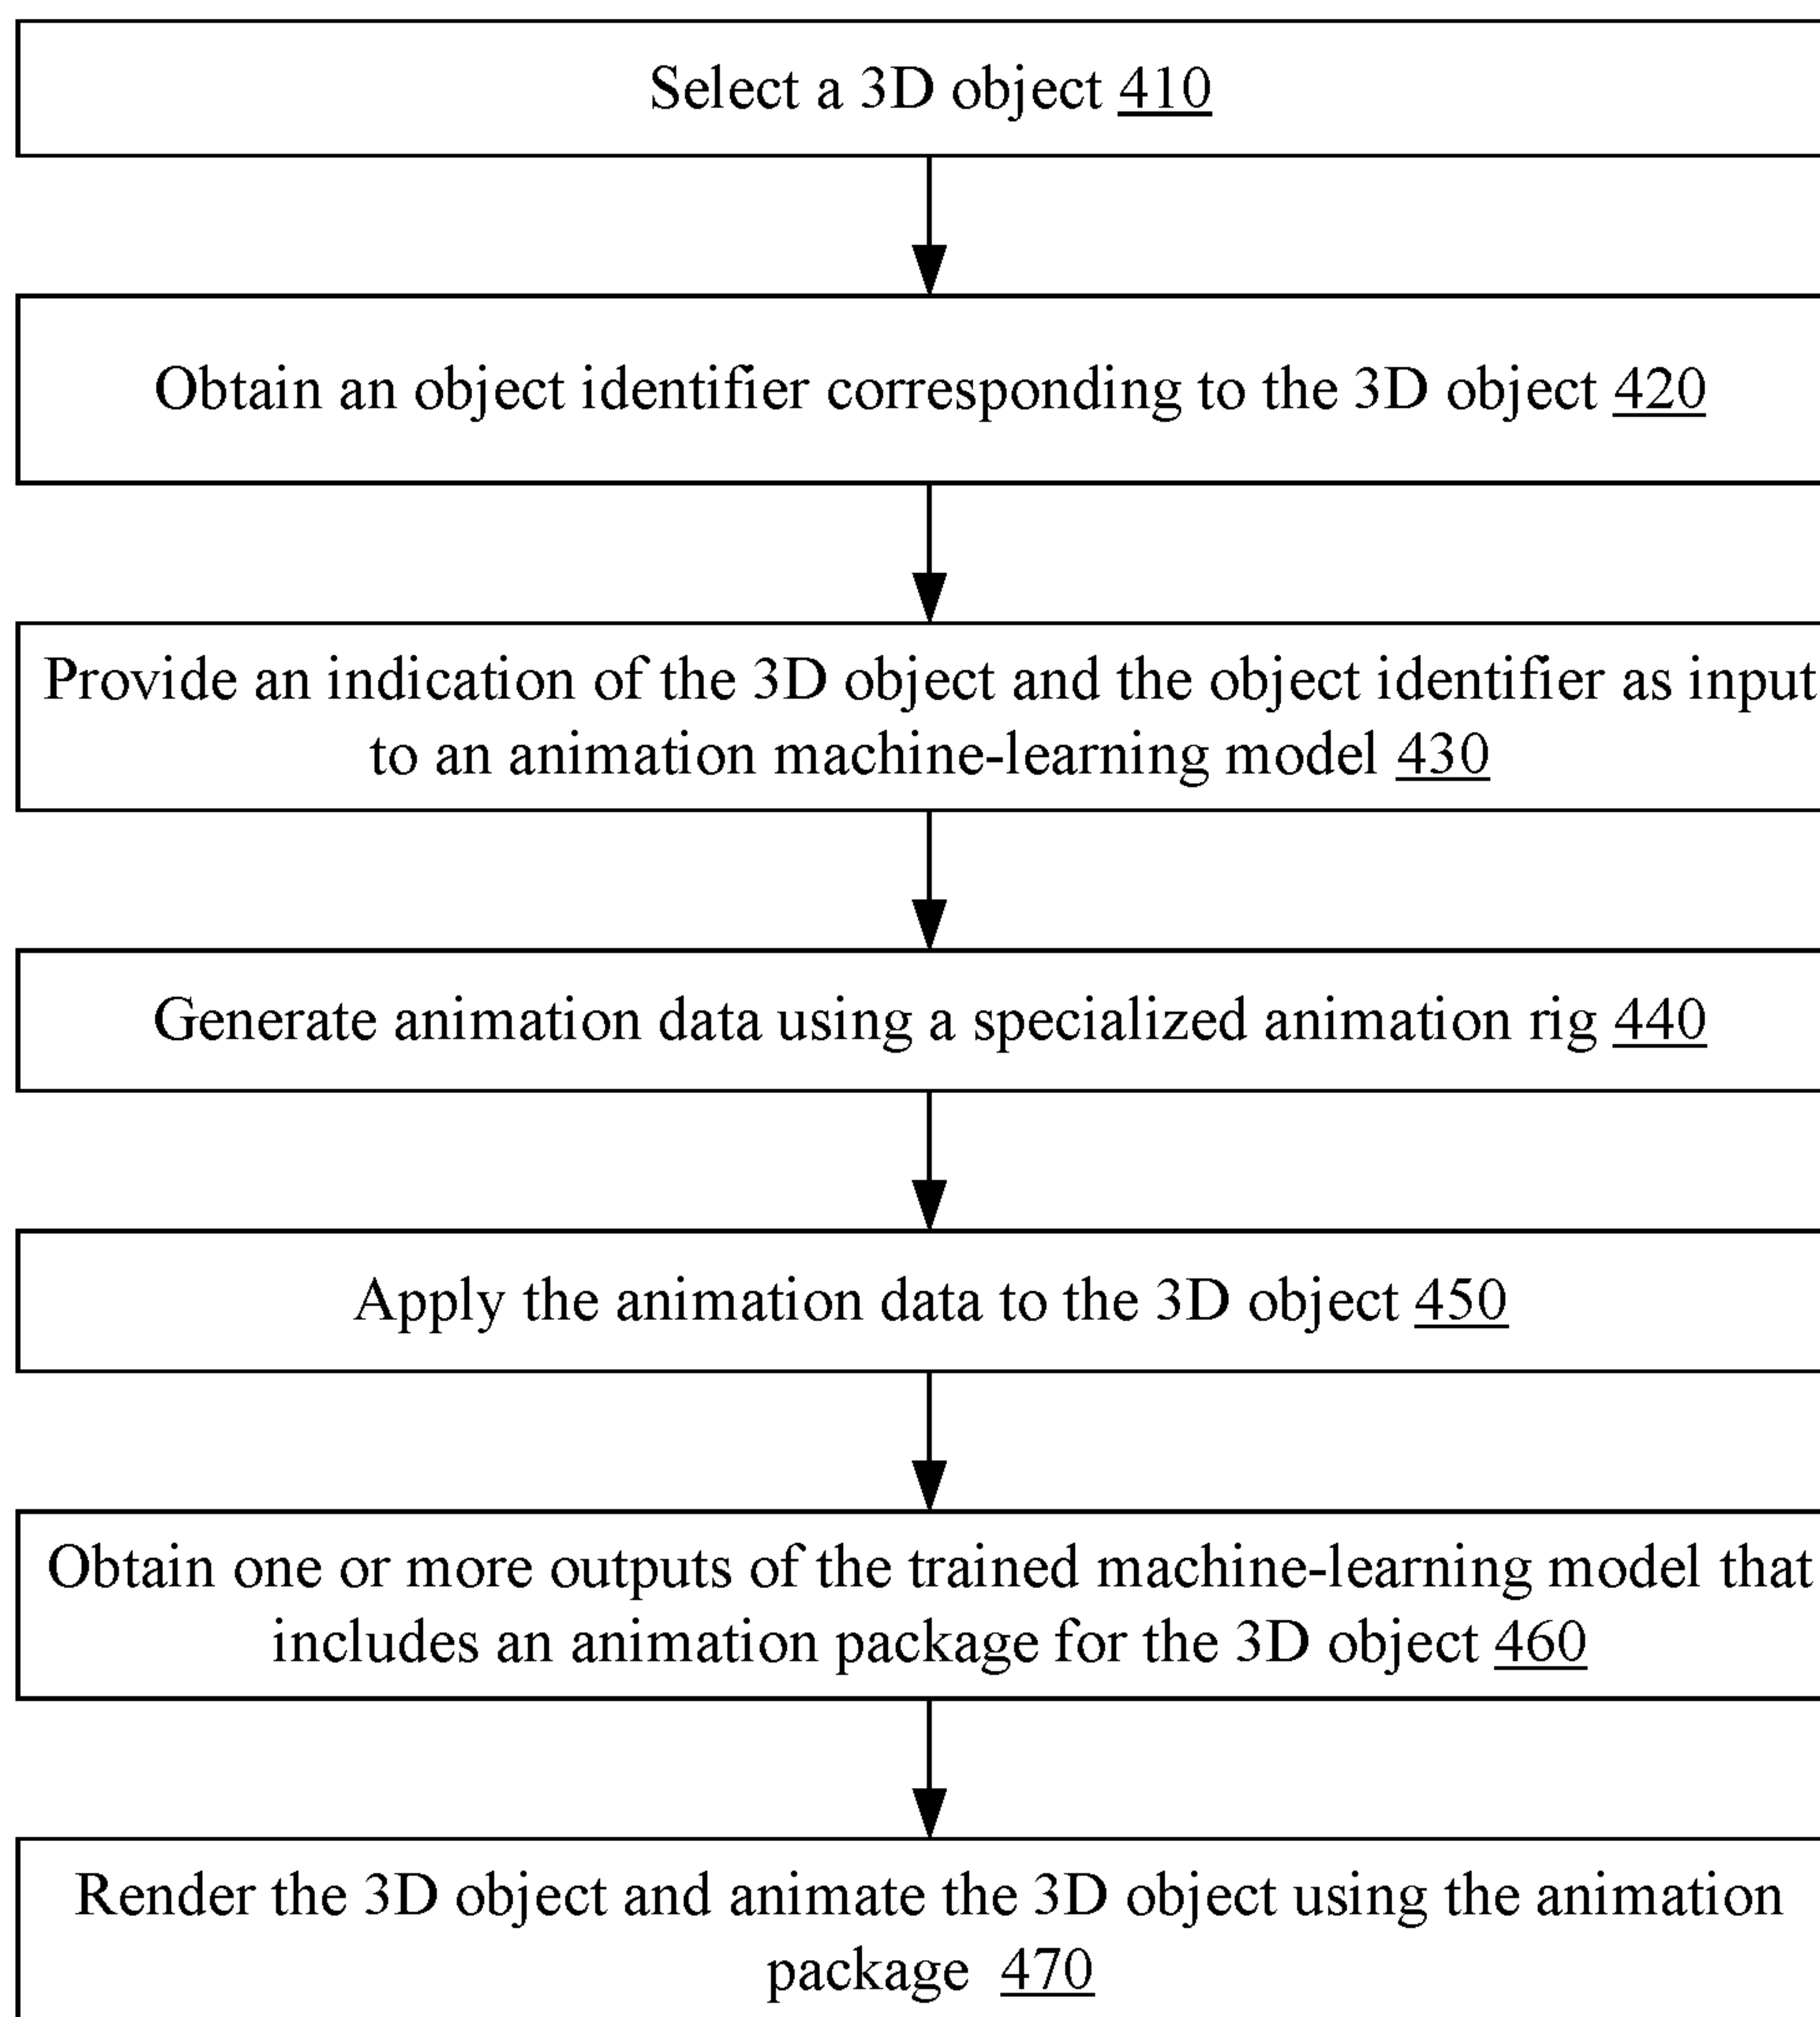 Select a 3D object 410
Obtain an object identifier corresponding to the 3D object 420
Provide an indication of the 3D object and the object identifier as input
to an animation machine-learning model 430
Generate animation data using a specialized animation rig 440
Apply the animation data to the 3D object 450
Obtain one or more outputs of the trained machine-learning model that
includes an animation package for the 3D object 460
Render the 3D object and animate the 3D object using the animation
package 470